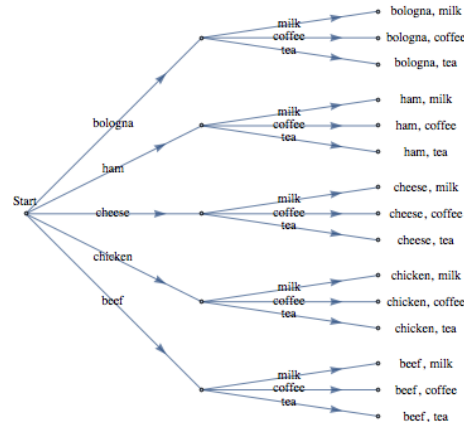 milk
coffee
tea
bologna, milk
bologna, coffee
bologna, tea
bologna
milk
coffee
tea
ham, milk
ham, coffee
ham, tea
ham
Start
cheese
milk
coffee
tea
cheese, milk
cheese, coffee
cheese, tea
chicken
milk
coffee
tea
chicken, milk
chicken, coffee
chicken, tea
beef
milk
coffee
tea
beef, milk
beef, coffee
beef, tea